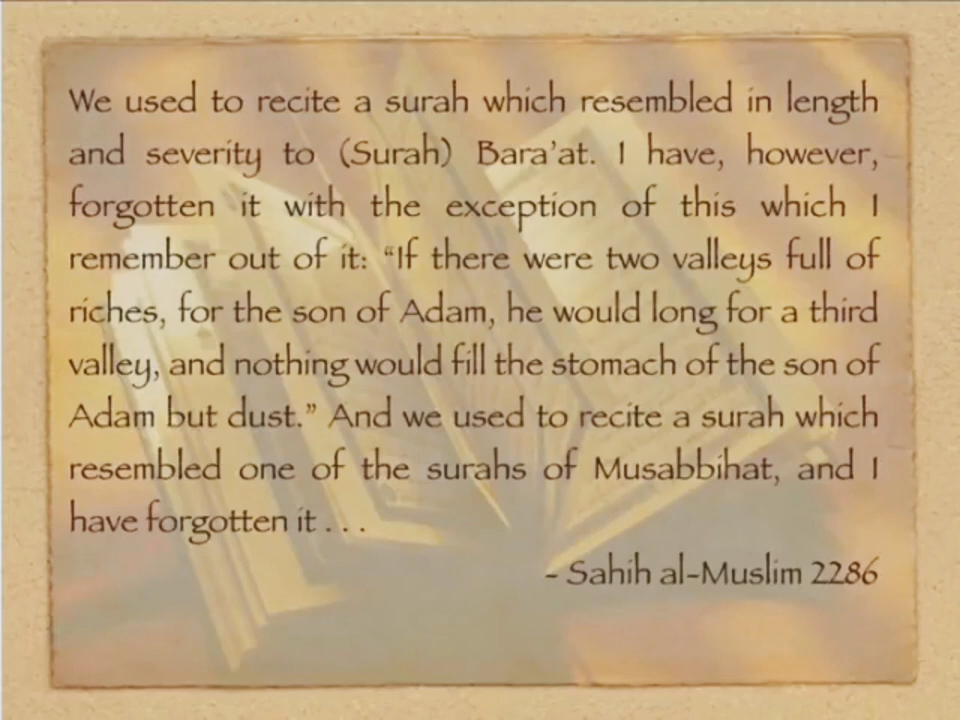 We used to recite a surah which resembled in length
and severity to (Surah) Bara’at. I have, however,
forgotten it with the exception of this which I
remember out of it: “If there were two valleys full of
riches, for the son of Adam, he would long for a third
valley, and nothing would fill the stomach of the son of
Adam but dust.” And we used to recite a surah which
resembled one of the surahs of Musabbihat, and I
have forgotten it . . .
- Sahih al-Muslim 2286